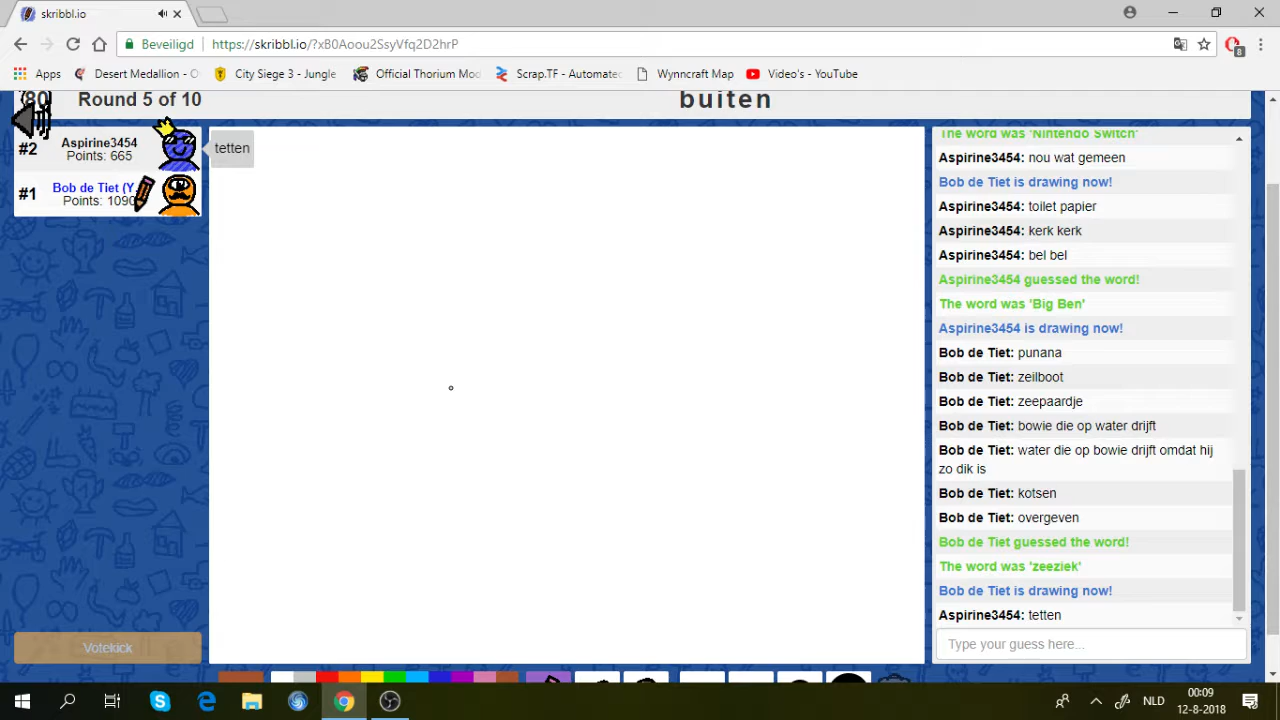 skribbl.io
Beveiligd
https://skribbl.io/?xB0Aoou2SsyVfq2D2hrP
8
Apps
Desert Medallion - O
City Siege 3 - Jungle
Official Thorium Mod
Scrap.TF - Automated
Wynncraft Map
Video's - YouTube
80
Round 5 of 10
buiten
#2
Aspirine3454
Points: 665
tetten
#1
Bob de Tiet (Y
Points: 1090
Votekick
The word was 'Nintendo Switch'
Aspirine3454: nou wat gemeen
Bob de Tiet is drawing now!
Aspirine3454: toilet papier
Aspirine3454: kerk kerk
Aspirine3454: bel bel
Aspirine3454 guessed the word!
The word was 'Big Ben'
Aspirine3454 is drawing now!
Bob de Tiet: punana
Bob de Tiet: zeilboot
Bob de Tiet: zeepaardje
Bob de Tiet: bowie die op water drijft
Bob de Tiet: water die op bowie drijft omdat hij
zo dik is
Bob de Tiet: kotsen
Bob de Tiet: overgeven
Bob de Tiet guessed the word!
The word was 'zeeziek'
Bob de Tiet is drawing now!
Aspirine3454: tetten
Type your guess here...
NLD
00:09
12-8-2018